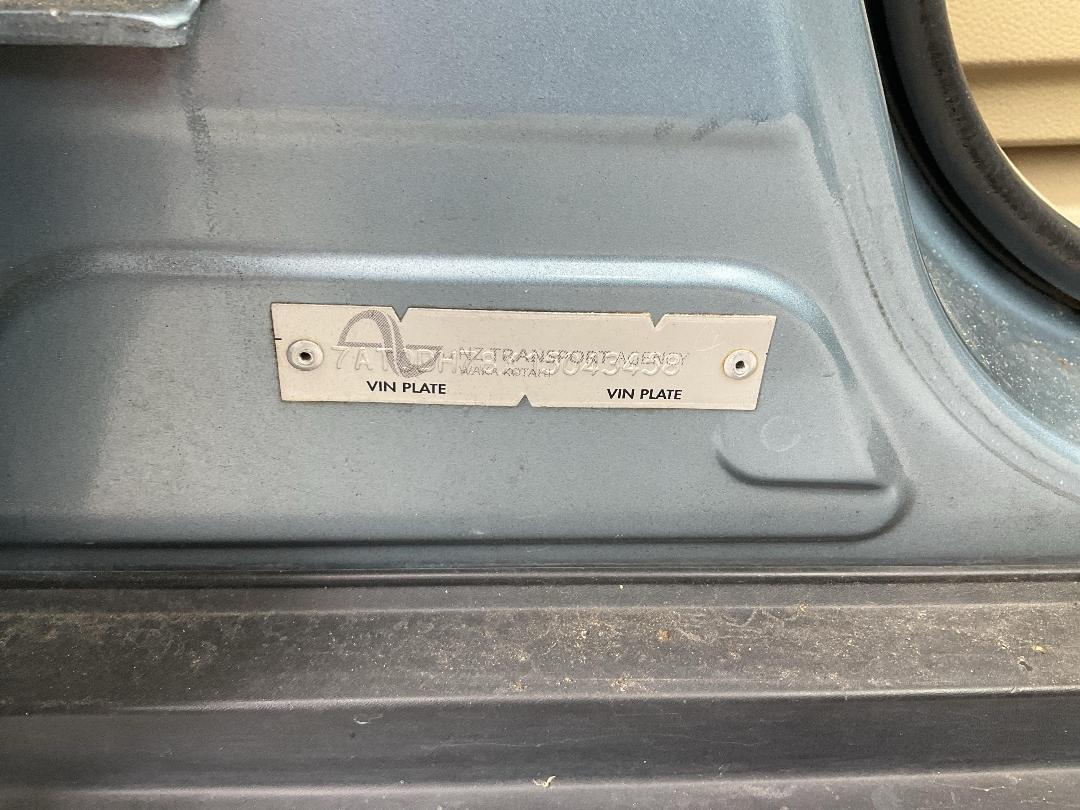 NZ TRANSPORT AGENCY
WAKA KOTAHI
VIN PLATE VIN PLATE